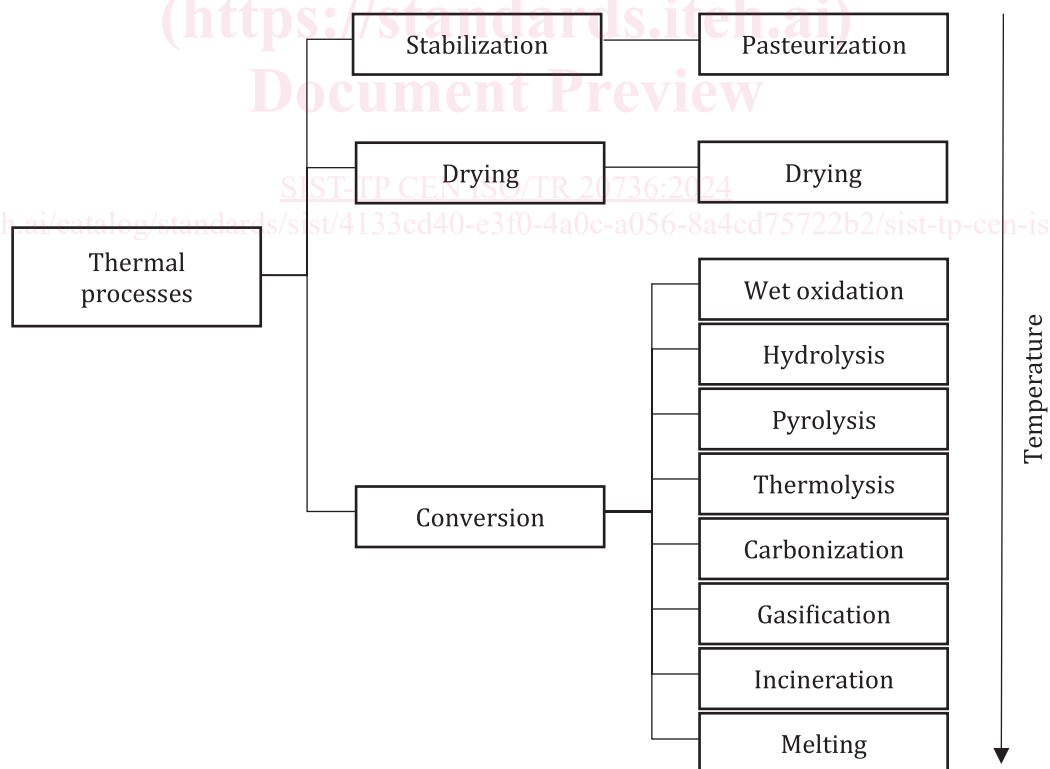 (https://standards.iteh.ai)
Stabilization
Pasteurization
Document Preview
Drying
Drying
SIST-TP CEN ISO/TR 20736:2024
h.ai/catalog/standards/sist/4133cd40-e3f0-4a0c-a056-8a4cd75722b2/sist-tp-cen-is
Thermal
processes
Wet oxidation
Hydrolysis
Pyrolysis
Thermolysis
Conversion
Carbonization
Gasification
Incineration
Melting
Temperature